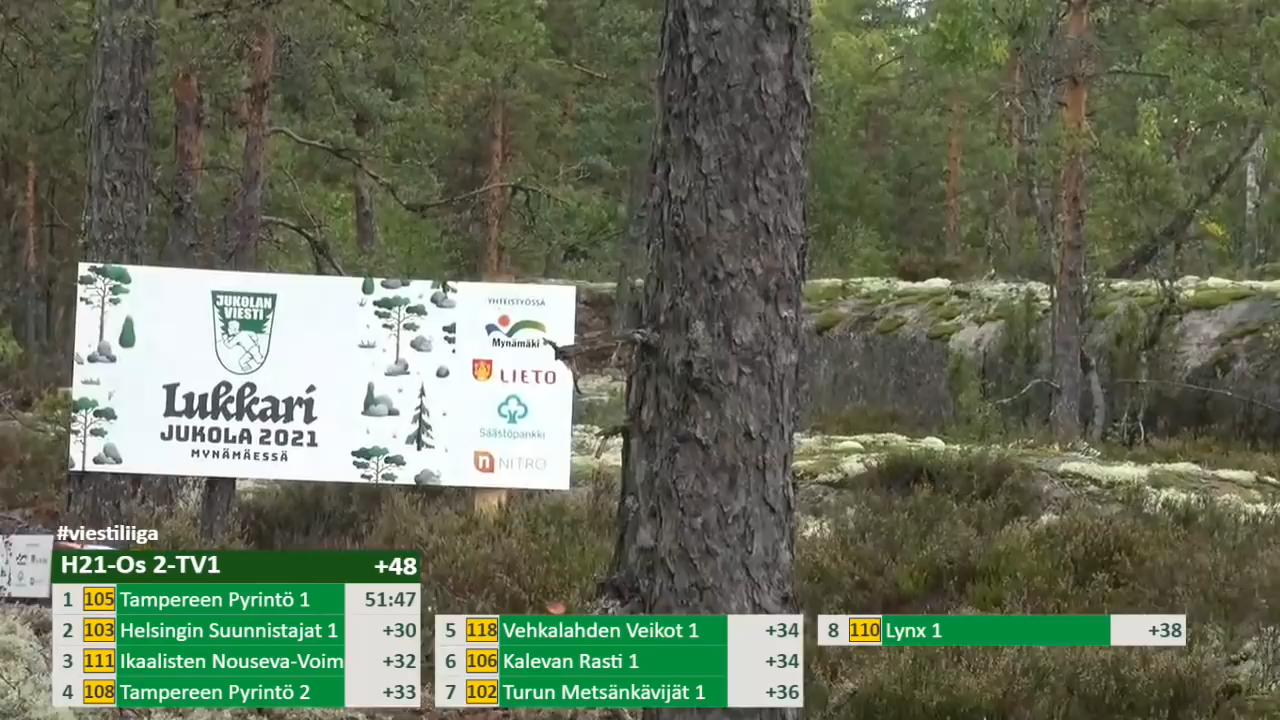 JUKOLAN
VIESTI
Lukkari
JUKOLA 2021
MYNÄMÄESSÄ
YHTEISTYÖSSÄ
Mynämäki
LIETO
Säästöpankki
n NITRO
#viestiliiga
H21-Os 2-TV1 +48
1 105 Tampereen Pyrintö 1 51:47
2 103 Helsingin Suunnistajat 1 +30
3 111 Ikaalisten Nouseva-Voim +32
4 108 Tampereen Pyrintö 2 +33
5 118 Vehkalahden Veikot 1 +34
6 106 Kalevan Rasti 1 +34
7 102 Turun Metsänkävijät 1 +36
8 110 Lynx 1 +38